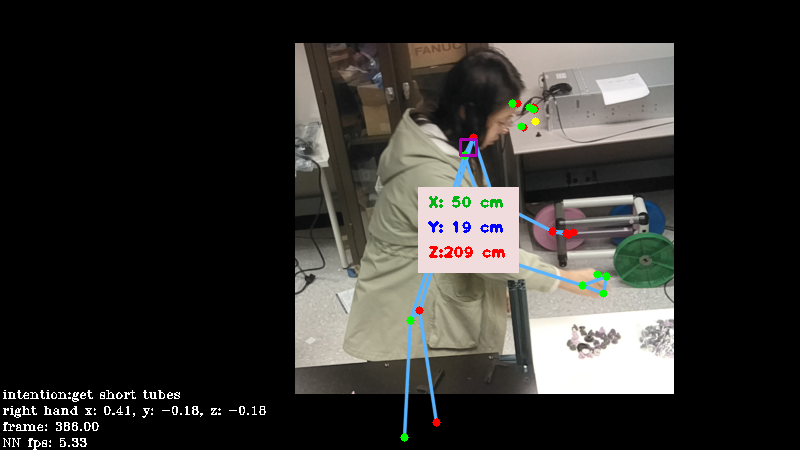 FANUC
X: 50 cm
Y: 19 cm
Z:209 cm
intention:get short tubes
right hand x: 0.41, y: -0.18, z: -0.18
frame: 386.00
NN fps: 5.33